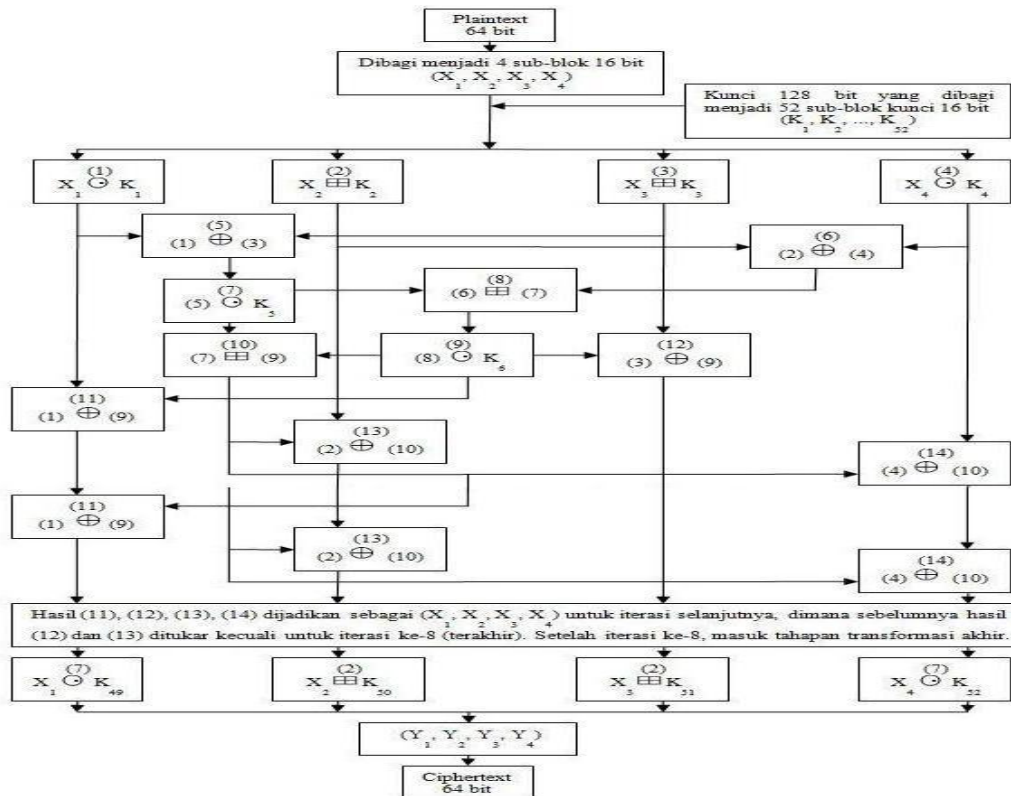 Plaintext
64 bit
Dibagi menjadi 4 sub-blok 16 bit
(X₁, X₂, X₃, X₄)
Kunci 128 bit yang dibagi
menjadi 52 sub-blok kunci 16 bit
(K₁, K₂, ..., K₅₂)
(1)
X₁ ⊙ K₁
(2)
X₂ ⊞ K₂
(3)
X₃ ⊞ K₃
(4)
X₄ ⊙ K₄
(5)
(1) ⊕ (3)
(6)
(2) ⊕ (4)
(7)
(5) ⊙ K₅
(8)
(6) ⊞ (7)
(10)
(7) ⊞ (9)
(9)
(8) ⊙ K₆
(12)
(3) ⊕ (9)
(11)
(1) ⊕ (9)
(13)
(2) ⊕ (10)
(14)
(4) ⊕ (10)
(11)
(1) ⊕ (9)
(13)
(2) ⊕ (10)
(14)
(4) ⊕ (10)
Hasil (11), (12), (13), (14) dijadikan sebagai (X₁, X₂, X₃, X₄) untuk iterasi selanjutnya, dimana sebelumnya hasil
(12) dan (13) ditukar kecuali untuk iterasi ke-8 (terakhir). Setelah iterasi ke-8, masuk tahapan transformasi akhir.
(7)
X₁ ⊙ K₄₉
(2)
X₂ ⊞ K₅₀
(2)
X₃ ⊞ K₅₁
(7)
X₄ ⊙ K₅₂
(Y₁, Y₂, Y₃, Y₄)
Ciphertext
64 bit